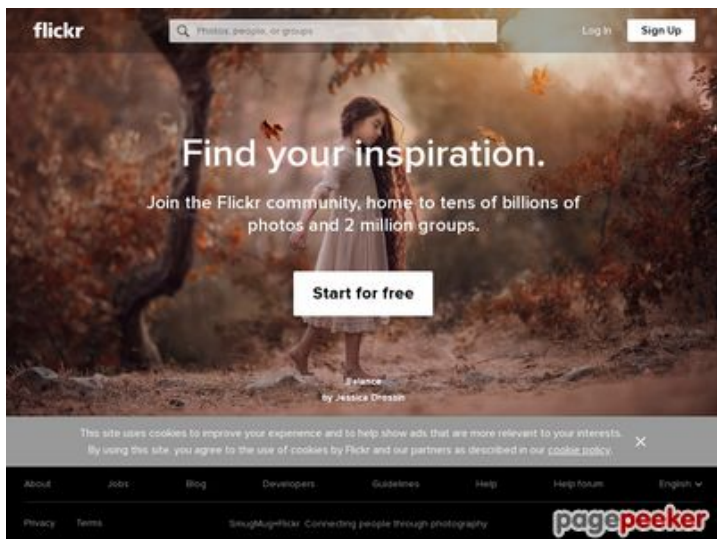 flickr
Photos, people, or groups
Log In
Sign Up
Find your inspiration.
Join the Flickr community, home to tens of billions of
photos and 2 million groups.
Start for free
Balance
by Jessica Drossin
This site uses cookies to improve your experience and to help show ads that are more relevant to your interests.
By using this site, you agree to the use of cookies by Flickr and our partners as described in our cookie policy.
About Jobs Blog Developers Guidelines Help Help forum English
Privacy Terms SmugMug+Flickr. Connecting people through photography.
pagepeeker